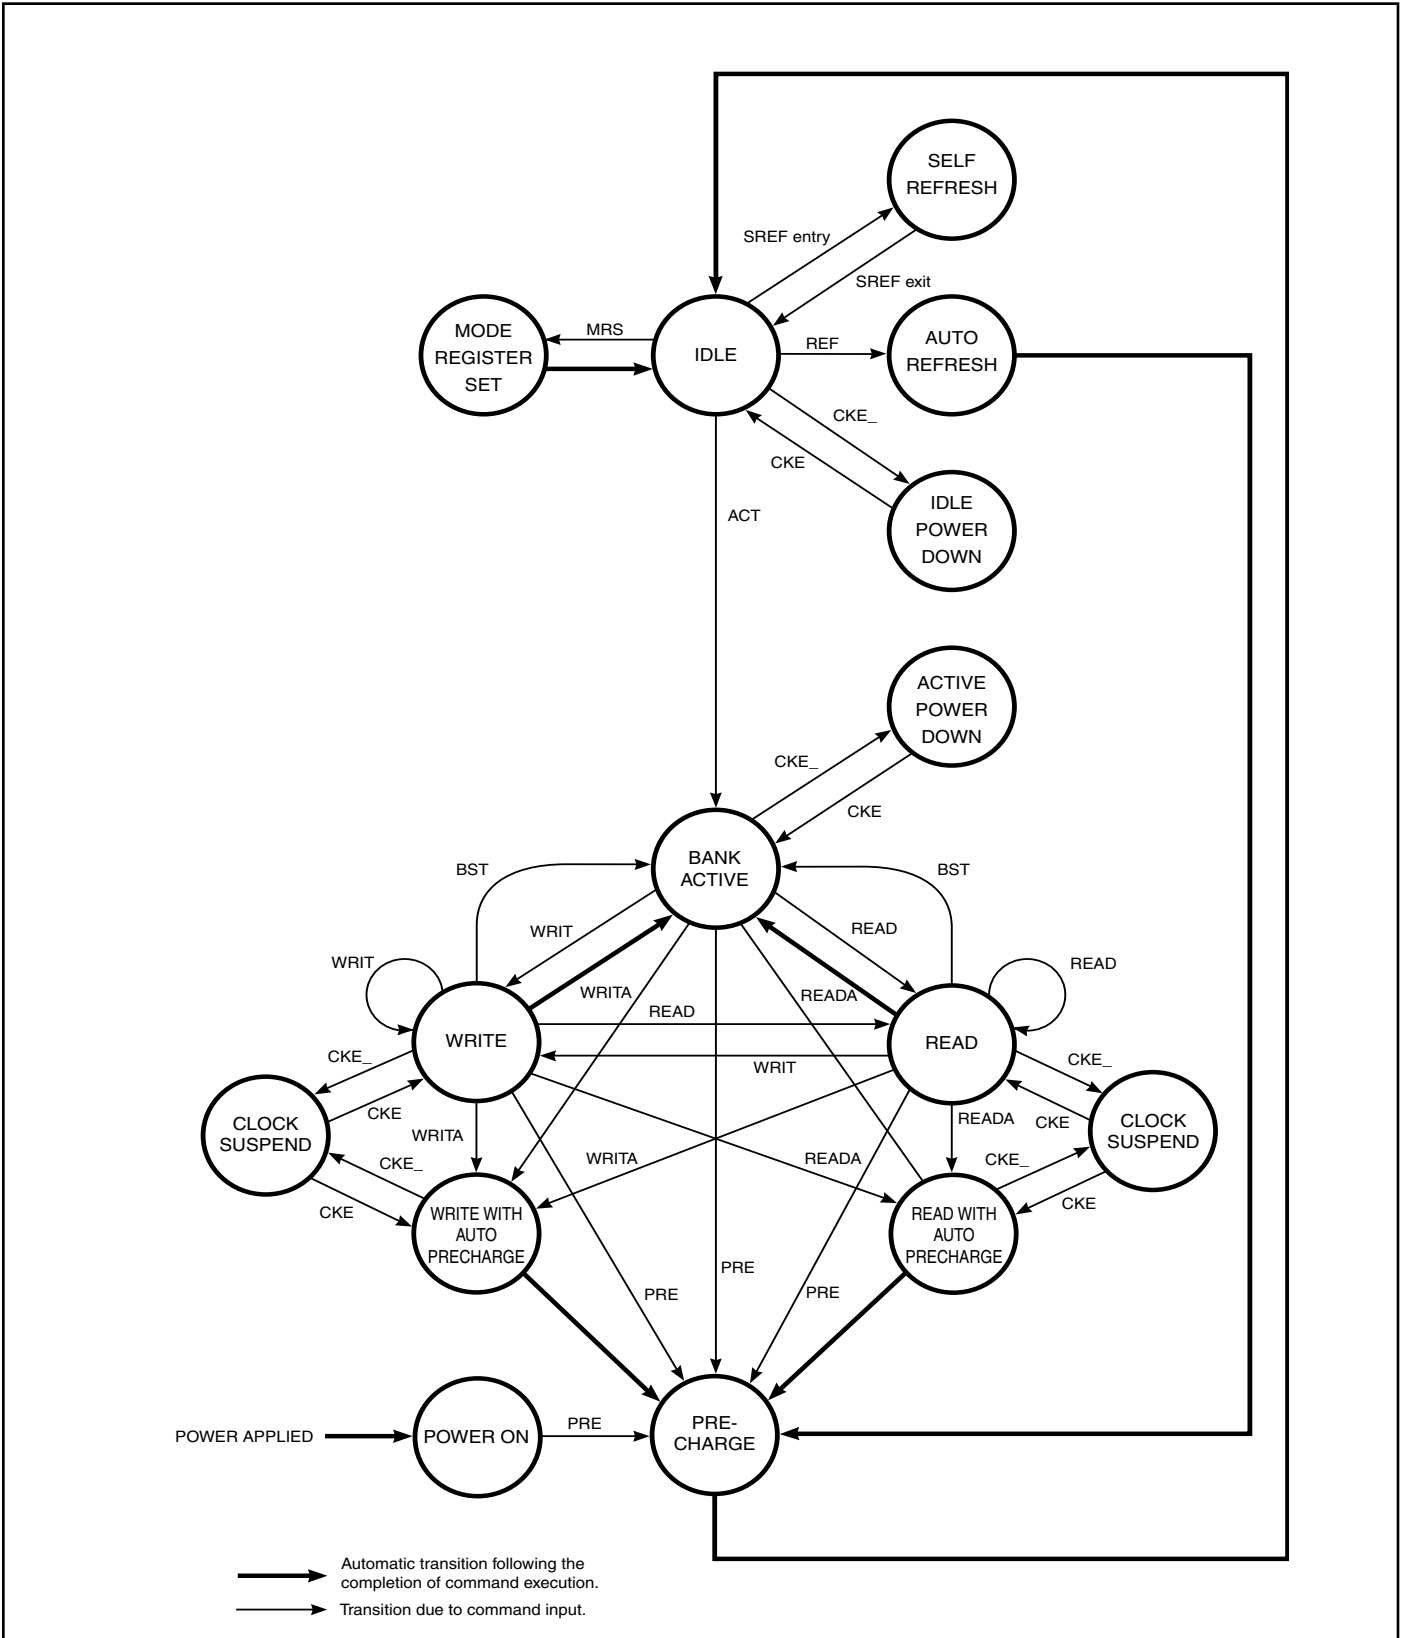 SELF
REFRESH
SREF entry
SREF exit
MODE
REGISTER
SET
MRS
IDLE
REF
AUTO
REFRESH
CKE_
CKE
IDLE
POWER
DOWN
ACT
ACTIVE
POWER
DOWN
CKE_
CKE
BANK
ACTIVE
BST
BST
WRIT
READ
WRIT
READ
WRITA
READA
READ
WRITE
READ
WRIT
CKE_
CKE_
CKE
CKE
CLOCK
SUSPEND
CLOCK
SUSPEND
WRITA
READA
CKE_
WRITA
READA
CKE_
CKE
CKE
WRITE WITH
AUTO
PRECHARGE
READ WITH
AUTO
PRECHARGE
PRE
PRE
PRE
POWER APPLIED
POWER ON
PRE
PRE-
CHARGE
Automatic transition following the
completion of command execution.
Transition due to command input.